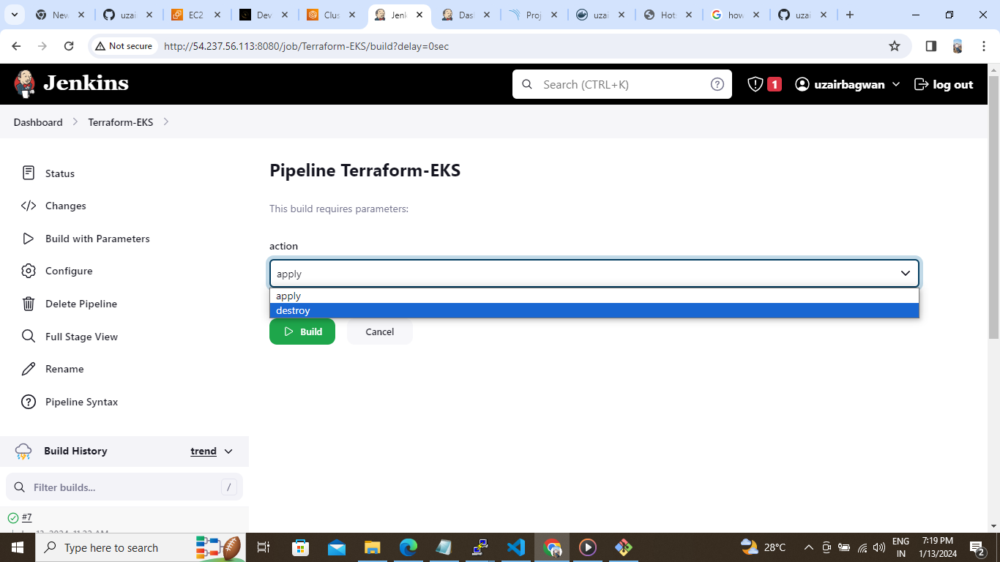 New
uzai
EC2
Dev
Clus
Jenk
Das
Proj
uzai
Hots
how
uzai
Not secure
http://54.237.56.113:8080/job/Terraform-EKS/build?delay=0sec
Jenkins
Search (CTRL+K)
?
1
uzairbagwan
log out
Dashboard
Terraform-EKS
Status
Changes
Build with Parameters
Configure
Delete Pipeline
Full Stage View
Rename
Pipeline Syntax
Build History
trend
Filter builds...
/
#7
Pipeline Terraform-EKS
This build requires parameters:
action
apply
apply
destroy
Build
Cancel
Type here to search
28°C
ENG
IN
7:19 PM
1/13/2024
2